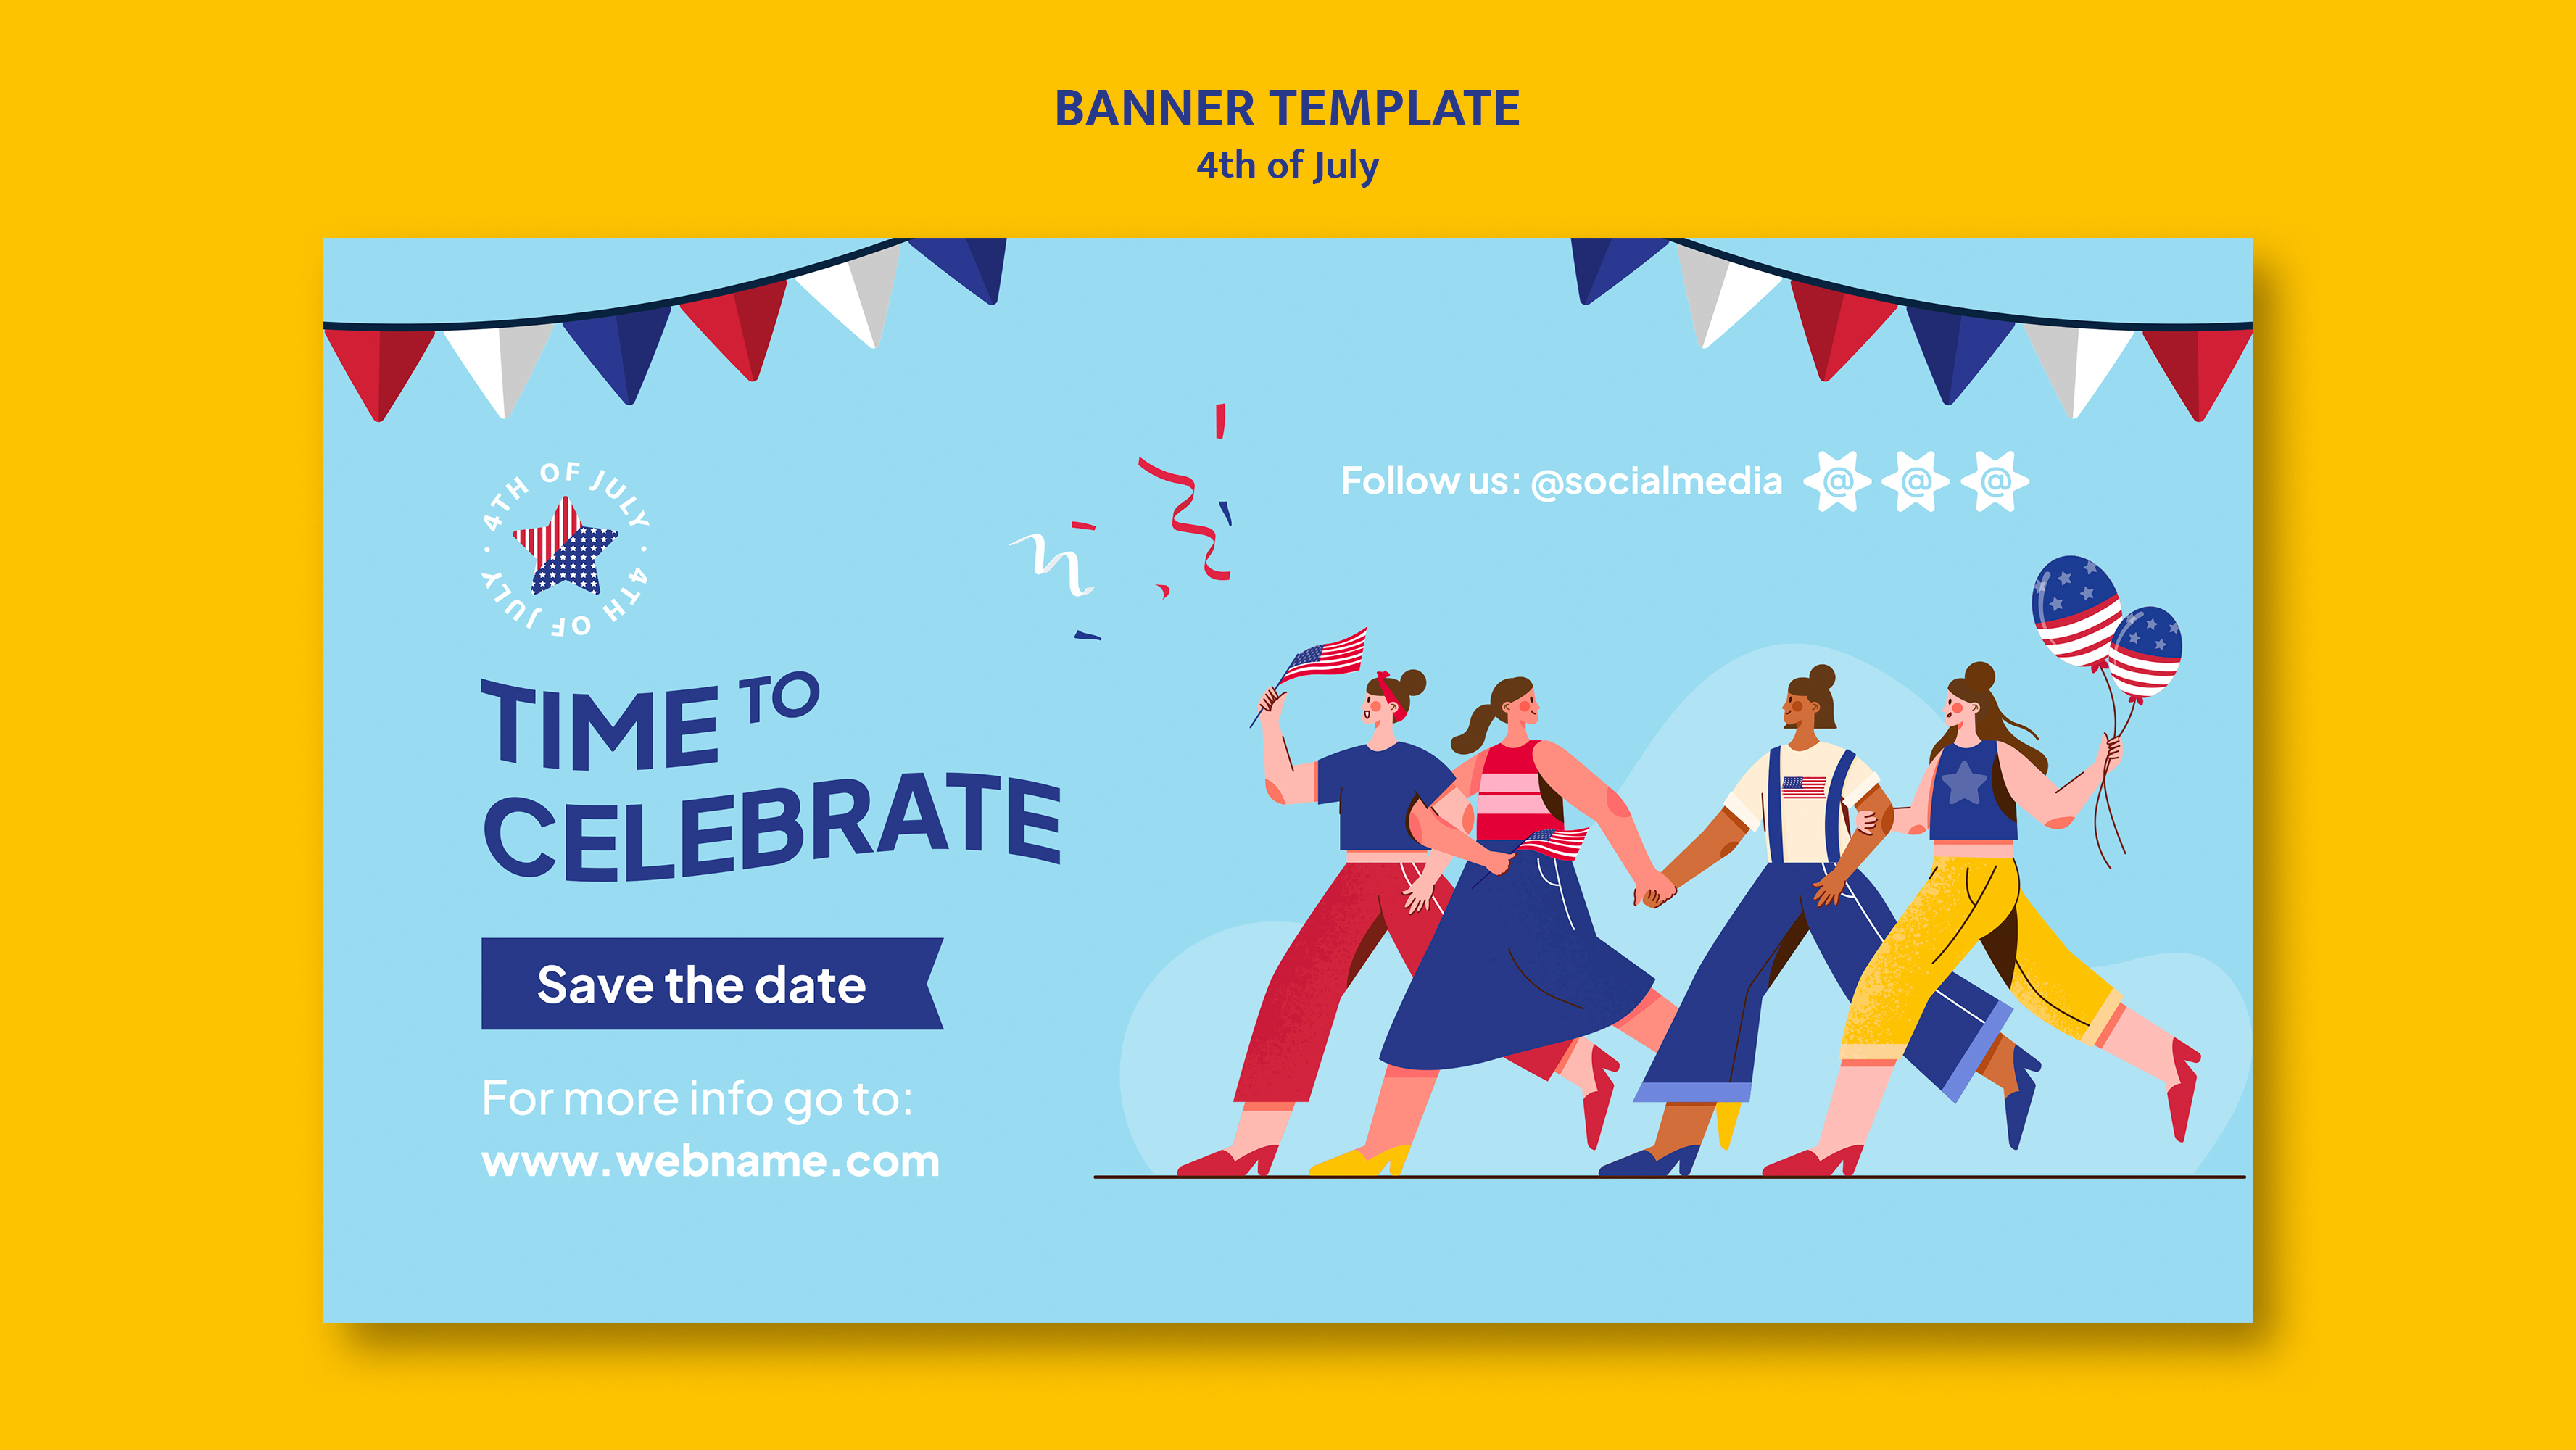 BANNER TEMPLATE
4th of July
4TH OF JULY · 4TH OF JULY ·
Follow us: @socialmedia @ @ @
TIME TO
CELEBRATE
Save the date
For more info go to:
www.webname.com